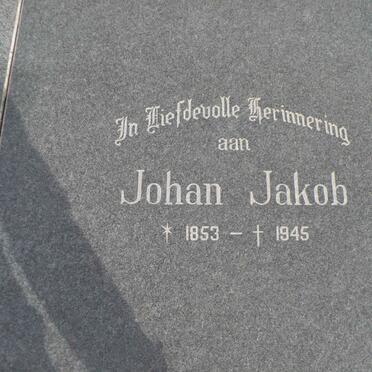 In Liefdevolle Herinnering
aan
Johan Jakob
* 1853 – † 1945